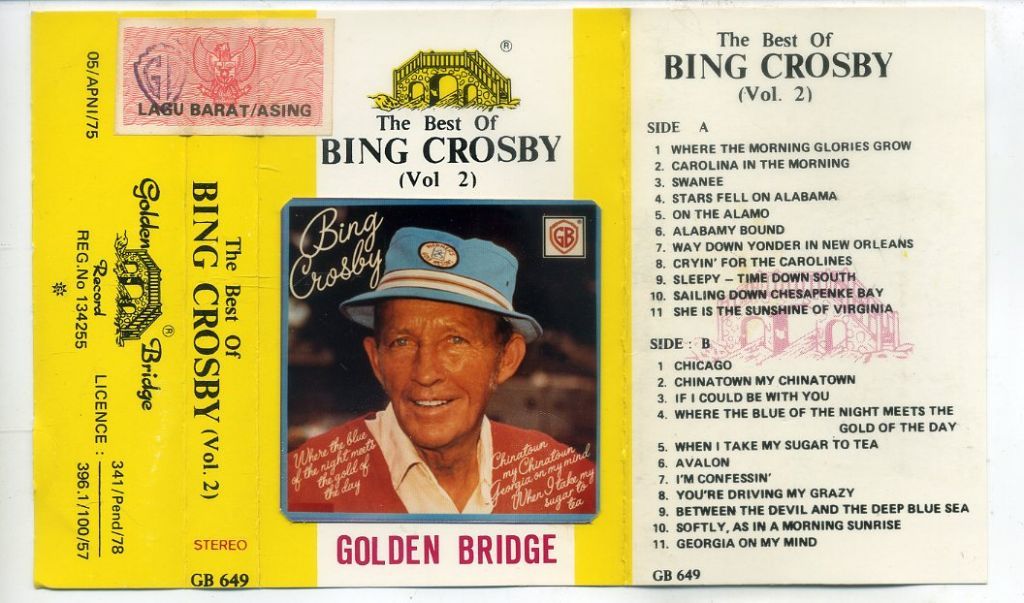 05/APNI/75
LAGU BARAT/ASING
Golden Bridge
Record
®
REG.No 134255
LICENCE : 341/Pend/78
396.1/100/57
The Best Of
BING CROSBY (Vol. 2)
STEREO
GB 649
®
The Best Of
BING CROSBY
(Vol 2)
Bing
Crosby
GB
®
Where the blue
of the night meets
the gold of
the day
Chinatown
my Chinatown
Georgia on my mind
When I take my
sugar to
tea
GOLDEN BRIDGE
The Best Of
BING CROSBY
(Vol. 2)
SIDE A
1 WHERE THE MORNING GLORIES GROW
2. CAROLINA IN THE MORNING
3. SWANEE
4. STARS FELL ON ALABAMA
5. ON THE ALAMO
6. ALABAMY BOUND
7. WAY DOWN YONDER IN NEW ORLEANS
8. CRYIN' FOR THE CAROLINES
9. SLEEPY – TIME DOWN SOUTH
10. SAILING DOWN CHESAPENKE BAY
11 SHE IS THE SUNSHINE OF VIRGINIA
SIDE : B
1 CHICAGO
2. CHINATOWN MY CHINATOWN
3. IF I COULD BE WITH YOU
4. WHERE THE BLUE OF THE NIGHT MEETS THE
GOLD OF THE DAY
5. WHEN I TAKE MY SUGAR TO TEA
6. AVALON
7. I'M CONFESSIN'
8. YOU'RE DRIVING MY GRAZY
9. BETWEEN THE DEVIL AND THE DEEP BLUE SEA
10. SOFTLY, AS IN A MORNING SUNRISE
11. GEORGIA ON MY MIND
GB 649